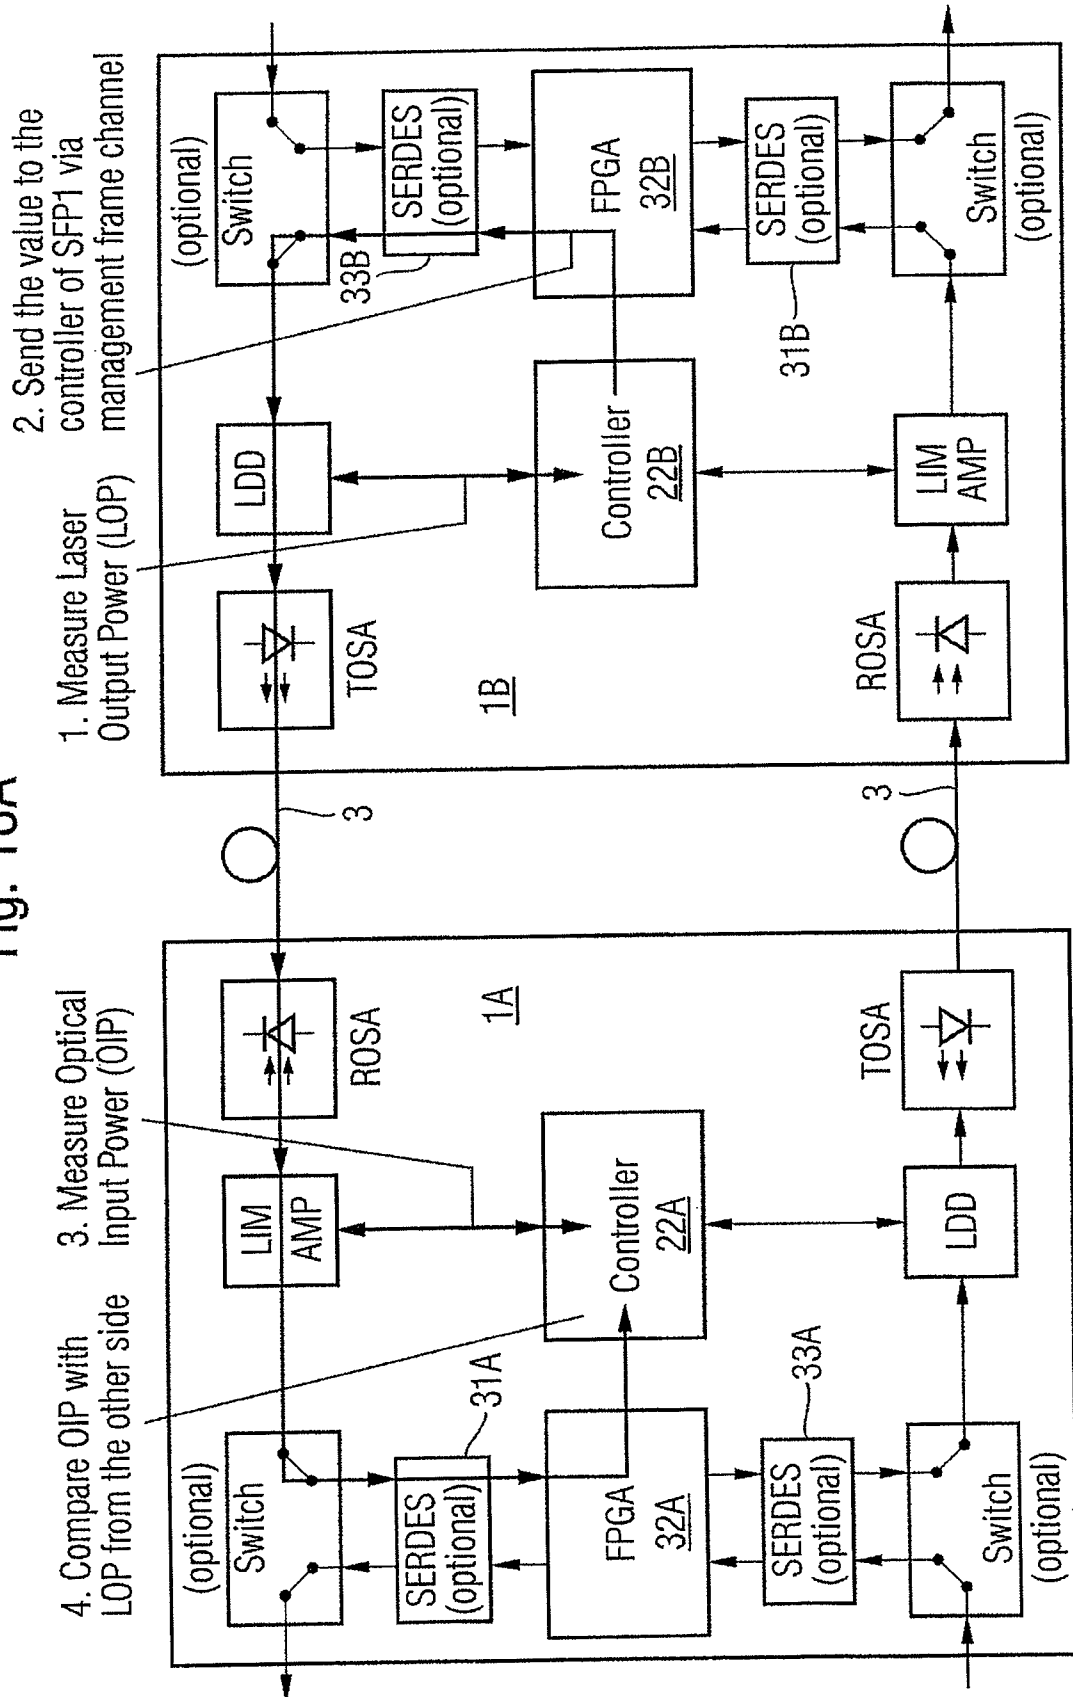 Fig.
4. Compare OIP with
LOP from the other side
3. Measure Optical
Input Power (OIP)
1. Measure Laser
Output Power (LOP)
2. Send the value to the
controller of SFP1 via
management frame channel
(optional)
Switch
LIM
AMP
ROSA
3
TOSA
LDD
(optional)
Switch
31A
SERDES
(optional)
1A
1B
33B
SERDES
(optional)
FPGA
32A
Controller
22A
Controller
22B
FPGA
32B
33A
SERDES
(optional)
31B
SERDES
(optional)
TOSA
3
ROSA
Switch
(optional)
LDD
LIM
AMP
Switch
(optional)